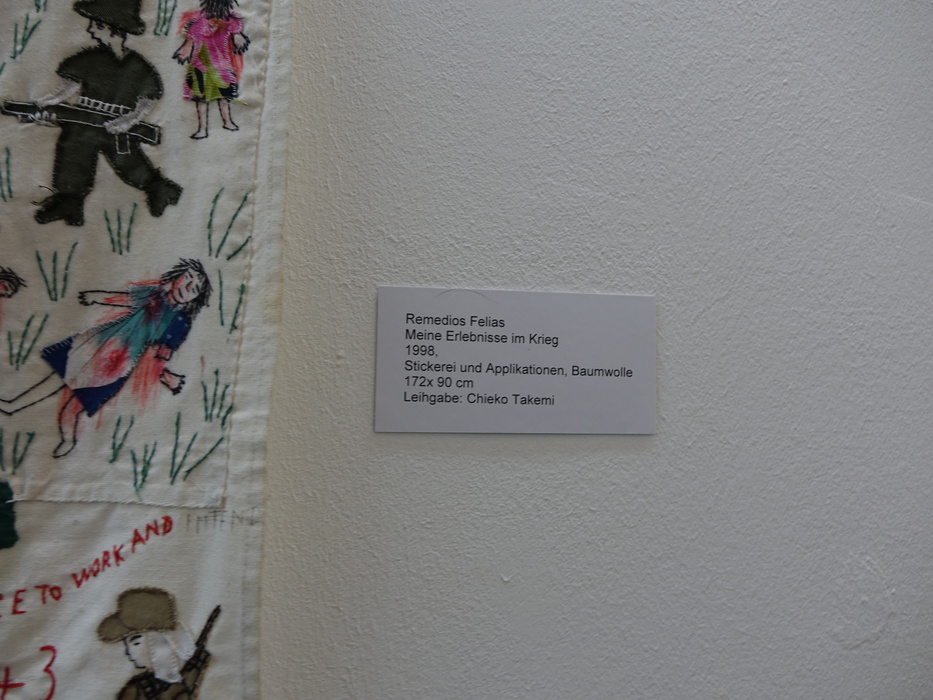 Remedios Felias
Meine Erlebnisse im Krieg
1998,
Stickerei und Applikationen, Baumwolle
172x 90 cm
Leihgabe: Chieko Takemi
E TO WORK AND
+3